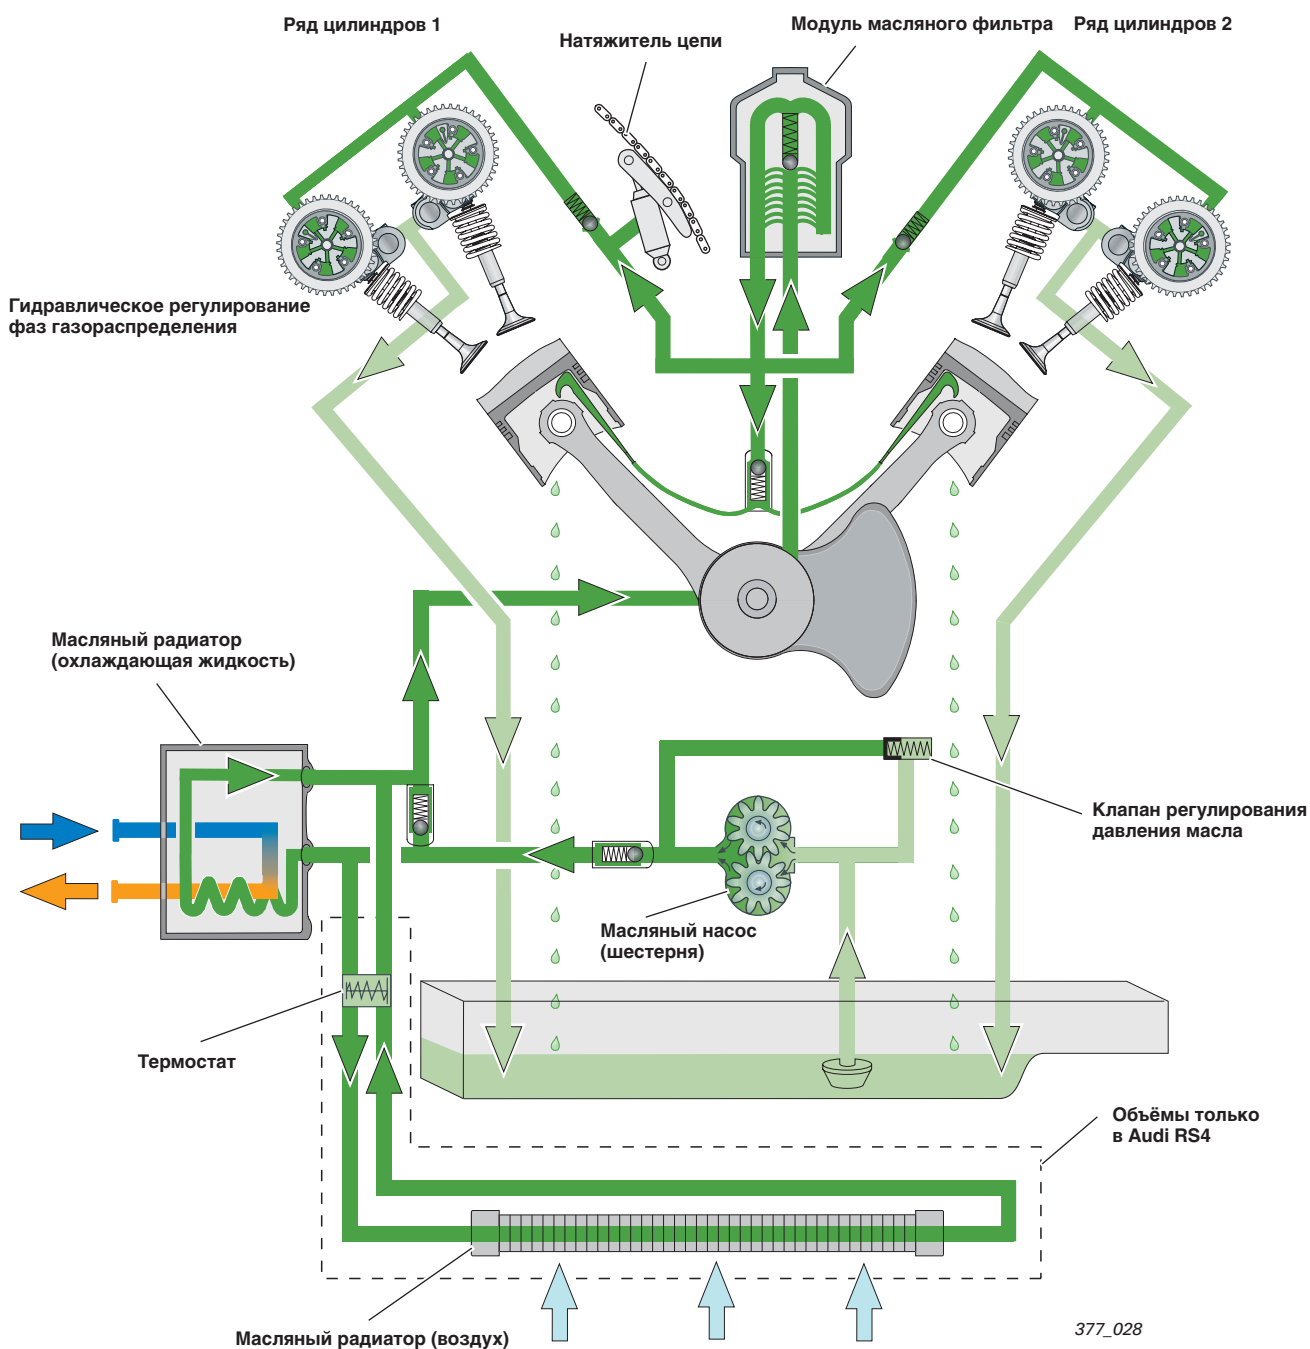 Ряд цилиндров 1
Натяжитель цепи
Модуль масляного фильтра
Ряд цилиндров 2
Гидравлическое регулирование
фаз газораспределения
Масляный радиатор
(охлаждающая жидкость)
Клапан регулирования
давления масла
Масляный насос
(шестерня)
Термостат
Объёмы только
в Audi RS4
Масляный радиатор (воздух)
377_028